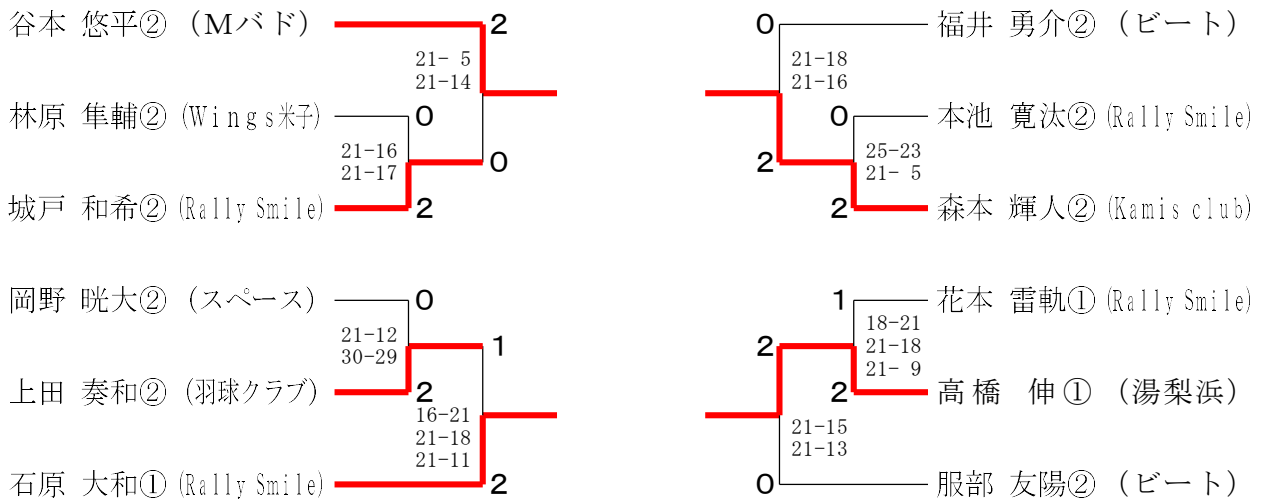 谷本 悠平② (Mバド)
2
21- 5
21-14
林原 隼輔② (Wings米子)
0
21-16
21-17
0
城戸 和希② (Rally Smile)
2
岡野 晄大② (スペース)
0
21-12
30-29
1
上田 奏和② (羽球クラブ)
2
16-21
21-18
21-11
石原 大和① (Rally Smile)
2
0
福井 勇介② (ビート)
21-18
21-16
0
本池 寛汰② (Rally Smile)
25-23
21- 5
2
2
森本 輝人② (Kamis club)
1
花本 雷軌① (Rally Smile)
18-21
21-18
21- 9
2
2
高橋 伸① (湯梨浜)
21-15
21-13
0
服部 友陽② (ビート)